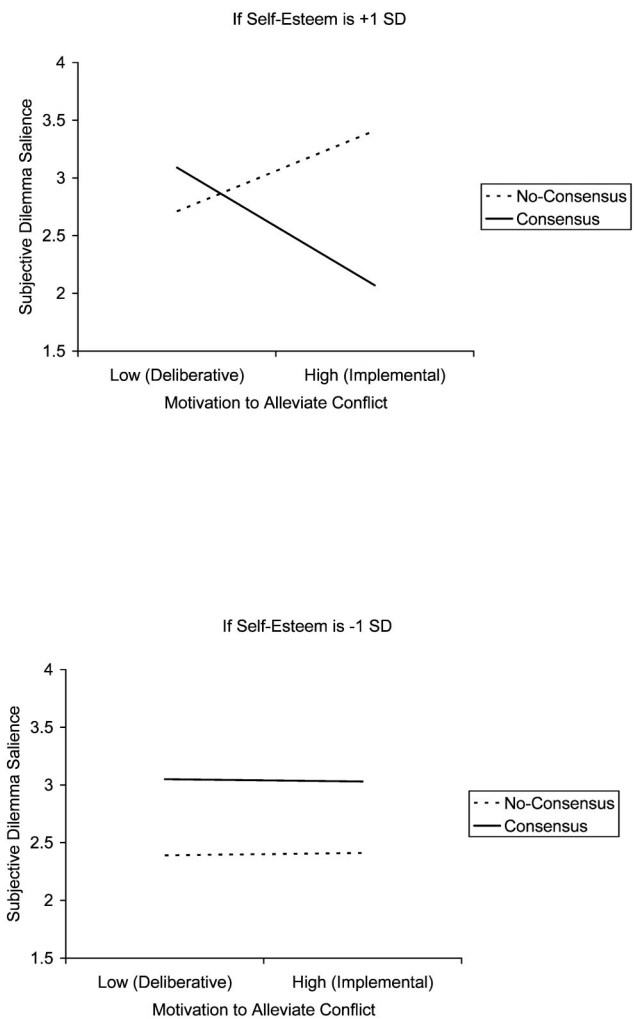 If Self-Esteem is +1 SD
4
3.5
3
2.5
2
1.5
Subjective Dilemma Salience
No-Consensus
Consensus
Low (Deliberative) High (Implemental)
Motivation to Alleviate Conflict
If Self-Esteem is -1 SD
4
3.5
3
2.5
2
1.5
Subjective Dilemma Salience
No-Consensus
Consensus
Low (Deliberative) High (Implemental)
Motivation to Alleviate Conflict